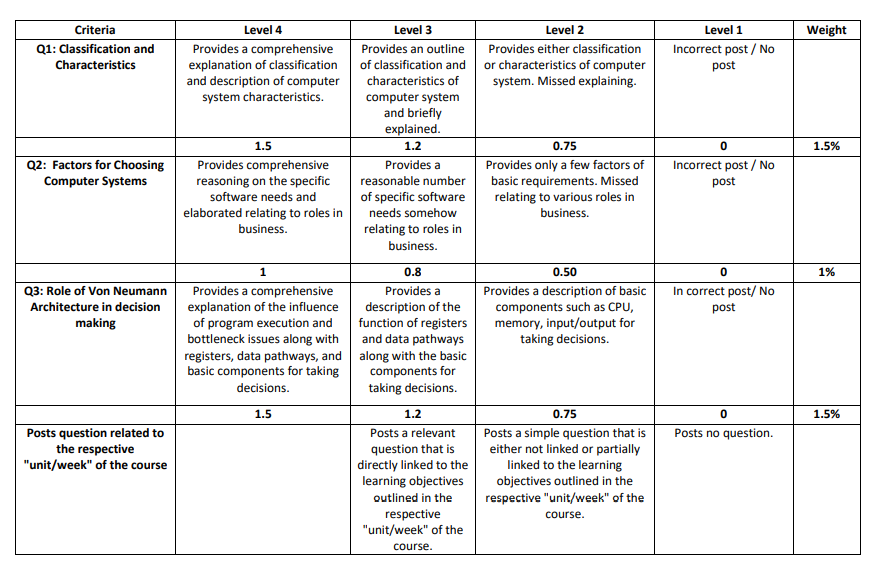 Criteria Level 4 Level 3 Level 2 Level 1 Weight
Q1: Classification and
Characteristics
Provides a comprehensive
explanation of classification
and description of computer
system characteristics.
Provides an outline
of classification and
characteristics of
computer system
and briefly
explained.
Provides either classification
or characteristics of computer
system. Missed explaining.
Incorrect post / No
post
1.5 1.2 0.75 0 1.5%
Q2: Factors for Choosing
Computer Systems
Provides comprehensive
reasoning on the specific
software needs and
elaborated relating to roles in
business.
Provides a
reasonable number
of specific software
needs somehow
relating to roles in
business.
Provides only a few factors of
basic requirements. Missed
relating to various roles in
business.
Incorrect post / No
post
1 0.8 0.50 0 1%
Q3: Role of Von Neumann
Architecture in decision
making
Provides a comprehensive
explanation of the influence
of program execution and
bottleneck issues along with
registers, data pathways, and
basic components for taking
decisions.
Provides a
description of the
function of registers
and data pathways
along with the basic
components for
taking decisions.
Provides a description of basic
components such as CPU,
memory, input/output for
taking decisions.
In correct post/ No
post
1.5 1.2 0.75 0 1.5%
Posts question related to
the respective
"unit/week" of the course
Posts a relevant
question that is
directly linked to the
learning objectives
outlined in the
respective
"unit/week" of the
course.
Posts a simple question that is
either not linked or partially
linked to the learning
objectives outlined in the
respective "unit/week" of the
course.
Posts no question.